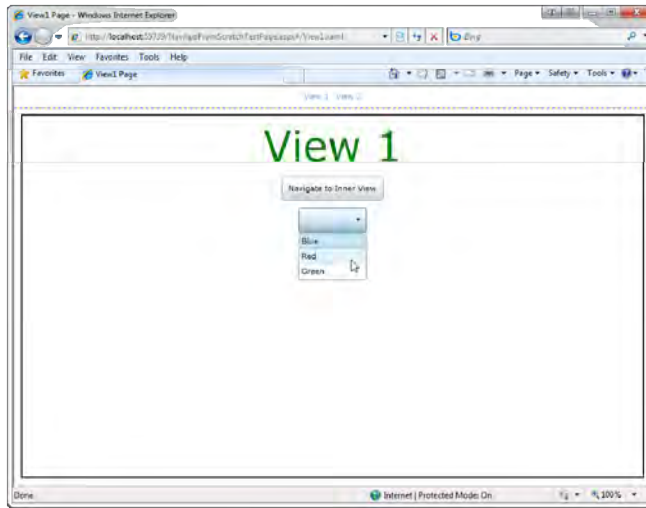 View1 Page - Windows Internet Explorer
File Edit View Favorites Tools Help
Favorites View1 Page
Page Safety Tools
View 1 View 2
View 1
Navigate to Inner View
Blue
Red
Green
Done Internet | Protected Mode: On 100%